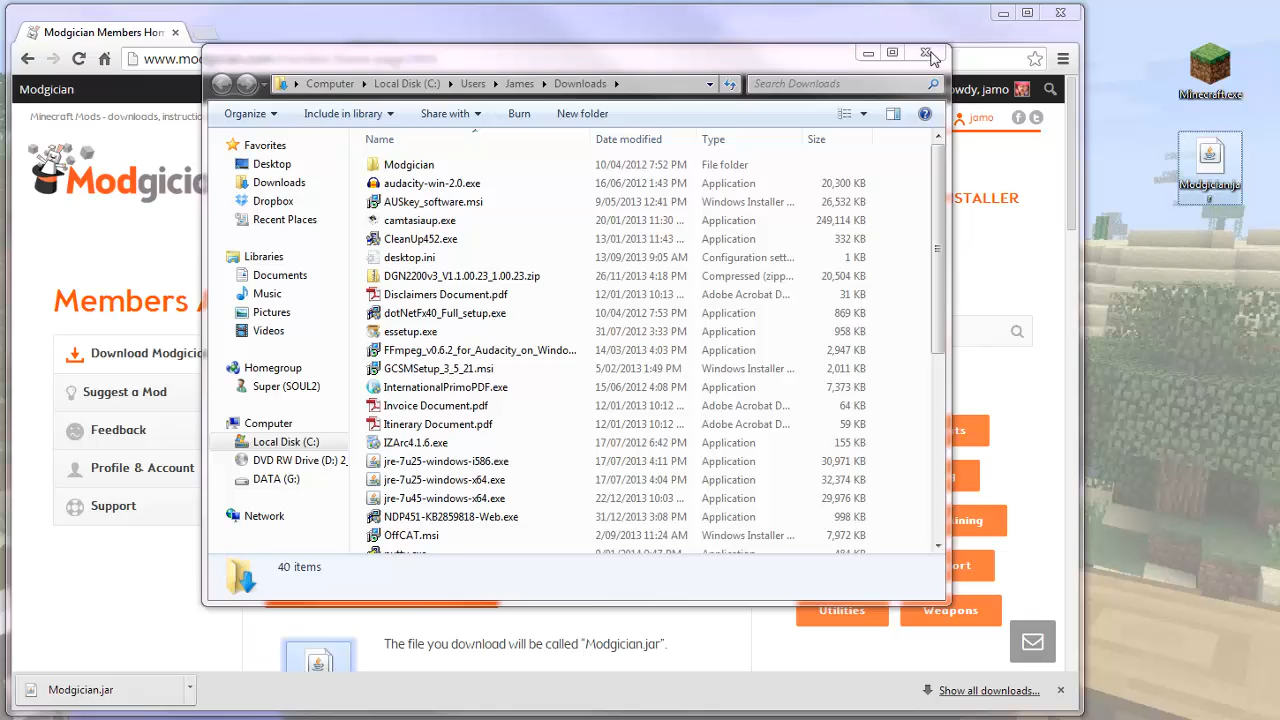 Modgician Members Hom
www.mod
Modgician
owdy, jamo
Minecraft Mods - downloads, instructio
jamo
Modgicia
STALLER
Members A
Download Modgicia
Suggest a Mod
Feedback
Profile & Account
Support
Computer
Local Disk (C:)
Users
James
Downloads
Search Downloads
Organize
Include in library
Share with
Burn
New folder
Favorites
Desktop
Downloads
Dropbox
Recent Places
Libraries
Documents
Music
Pictures
Videos
Homegroup
Super (SOUL2)
Computer
Local Disk (C:)
DVD RW Drive (D:) 2
DATA (G:)
Network
Name Date modified Type Size
Modgician 10/04/2012 7:52 PM File folder
audacity-win-2.0.exe 16/06/2012 1:43 PM Application 20,300 KB
AUSkey_software.msi 9/05/2013 12:41 PM Windows Installer ... 26,532 KB
camtasiaup.exe 20/01/2013 11:30 ... Application 249,114 KB
CleanUp452.exe 13/01/2013 11:43 ... Application 332 KB
desktop.ini 13/09/2013 9:05 AM Configuration sett... 1 KB
DGN2200v3_V1.1.00.23_1.00.23.zip 26/11/2013 4:18 PM Compressed (zipp... 20,504 KB
Disclaimers Document.pdf 12/01/2013 10:13 ... Adobe Acrobat D... 31 KB
dotNetFx40_Full_setup.exe 10/04/2012 7:53 PM Application 869 KB
essetup.exe 31/07/2012 3:33 PM Application 958 KB
FFmpeg_v0.6.2_for_Audacity_on_Windo... 14/03/2013 4:03 PM Application 2,947 KB
GCSMSetup_3_5_21.msi 5/02/2013 1:49 PM Windows Installer ... 2,011 KB
InternationalPrimoPDF.exe 15/06/2012 4:08 PM Application 7,373 KB
Invoice Document.pdf 12/01/2013 10:12 ... Adobe Acrobat D... 64 KB
Itinerary Document.pdf 12/01/2013 10:12 ... Adobe Acrobat D... 59 KB
IZArc4.1.6.exe 17/07/2012 6:42 PM Application 155 KB
jre-7u25-windows-i586.exe 17/07/2013 4:11 PM Application 30,971 KB
jre-7u25-windows-x64.exe 17/07/2013 4:04 PM Application 32,374 KB
jre-7u45-windows-x64.exe 22/12/2013 10:03 ... Application 29,976 KB
NDP451-KB2859818-Web.exe 31/12/2013 3:08 PM Application 998 KB
OffCAT.msi 2/09/2013 11:34 AM Windows Installer ... 7,972 KB
putty.exe 9/01/2014 9:47 PM Application 484 KB
40 items
Utilities
Weapons
The file you download will be called "Modgician.jar".
Modgician.jar
Show all downloads...
Minecraft.exe
Modgician.ja